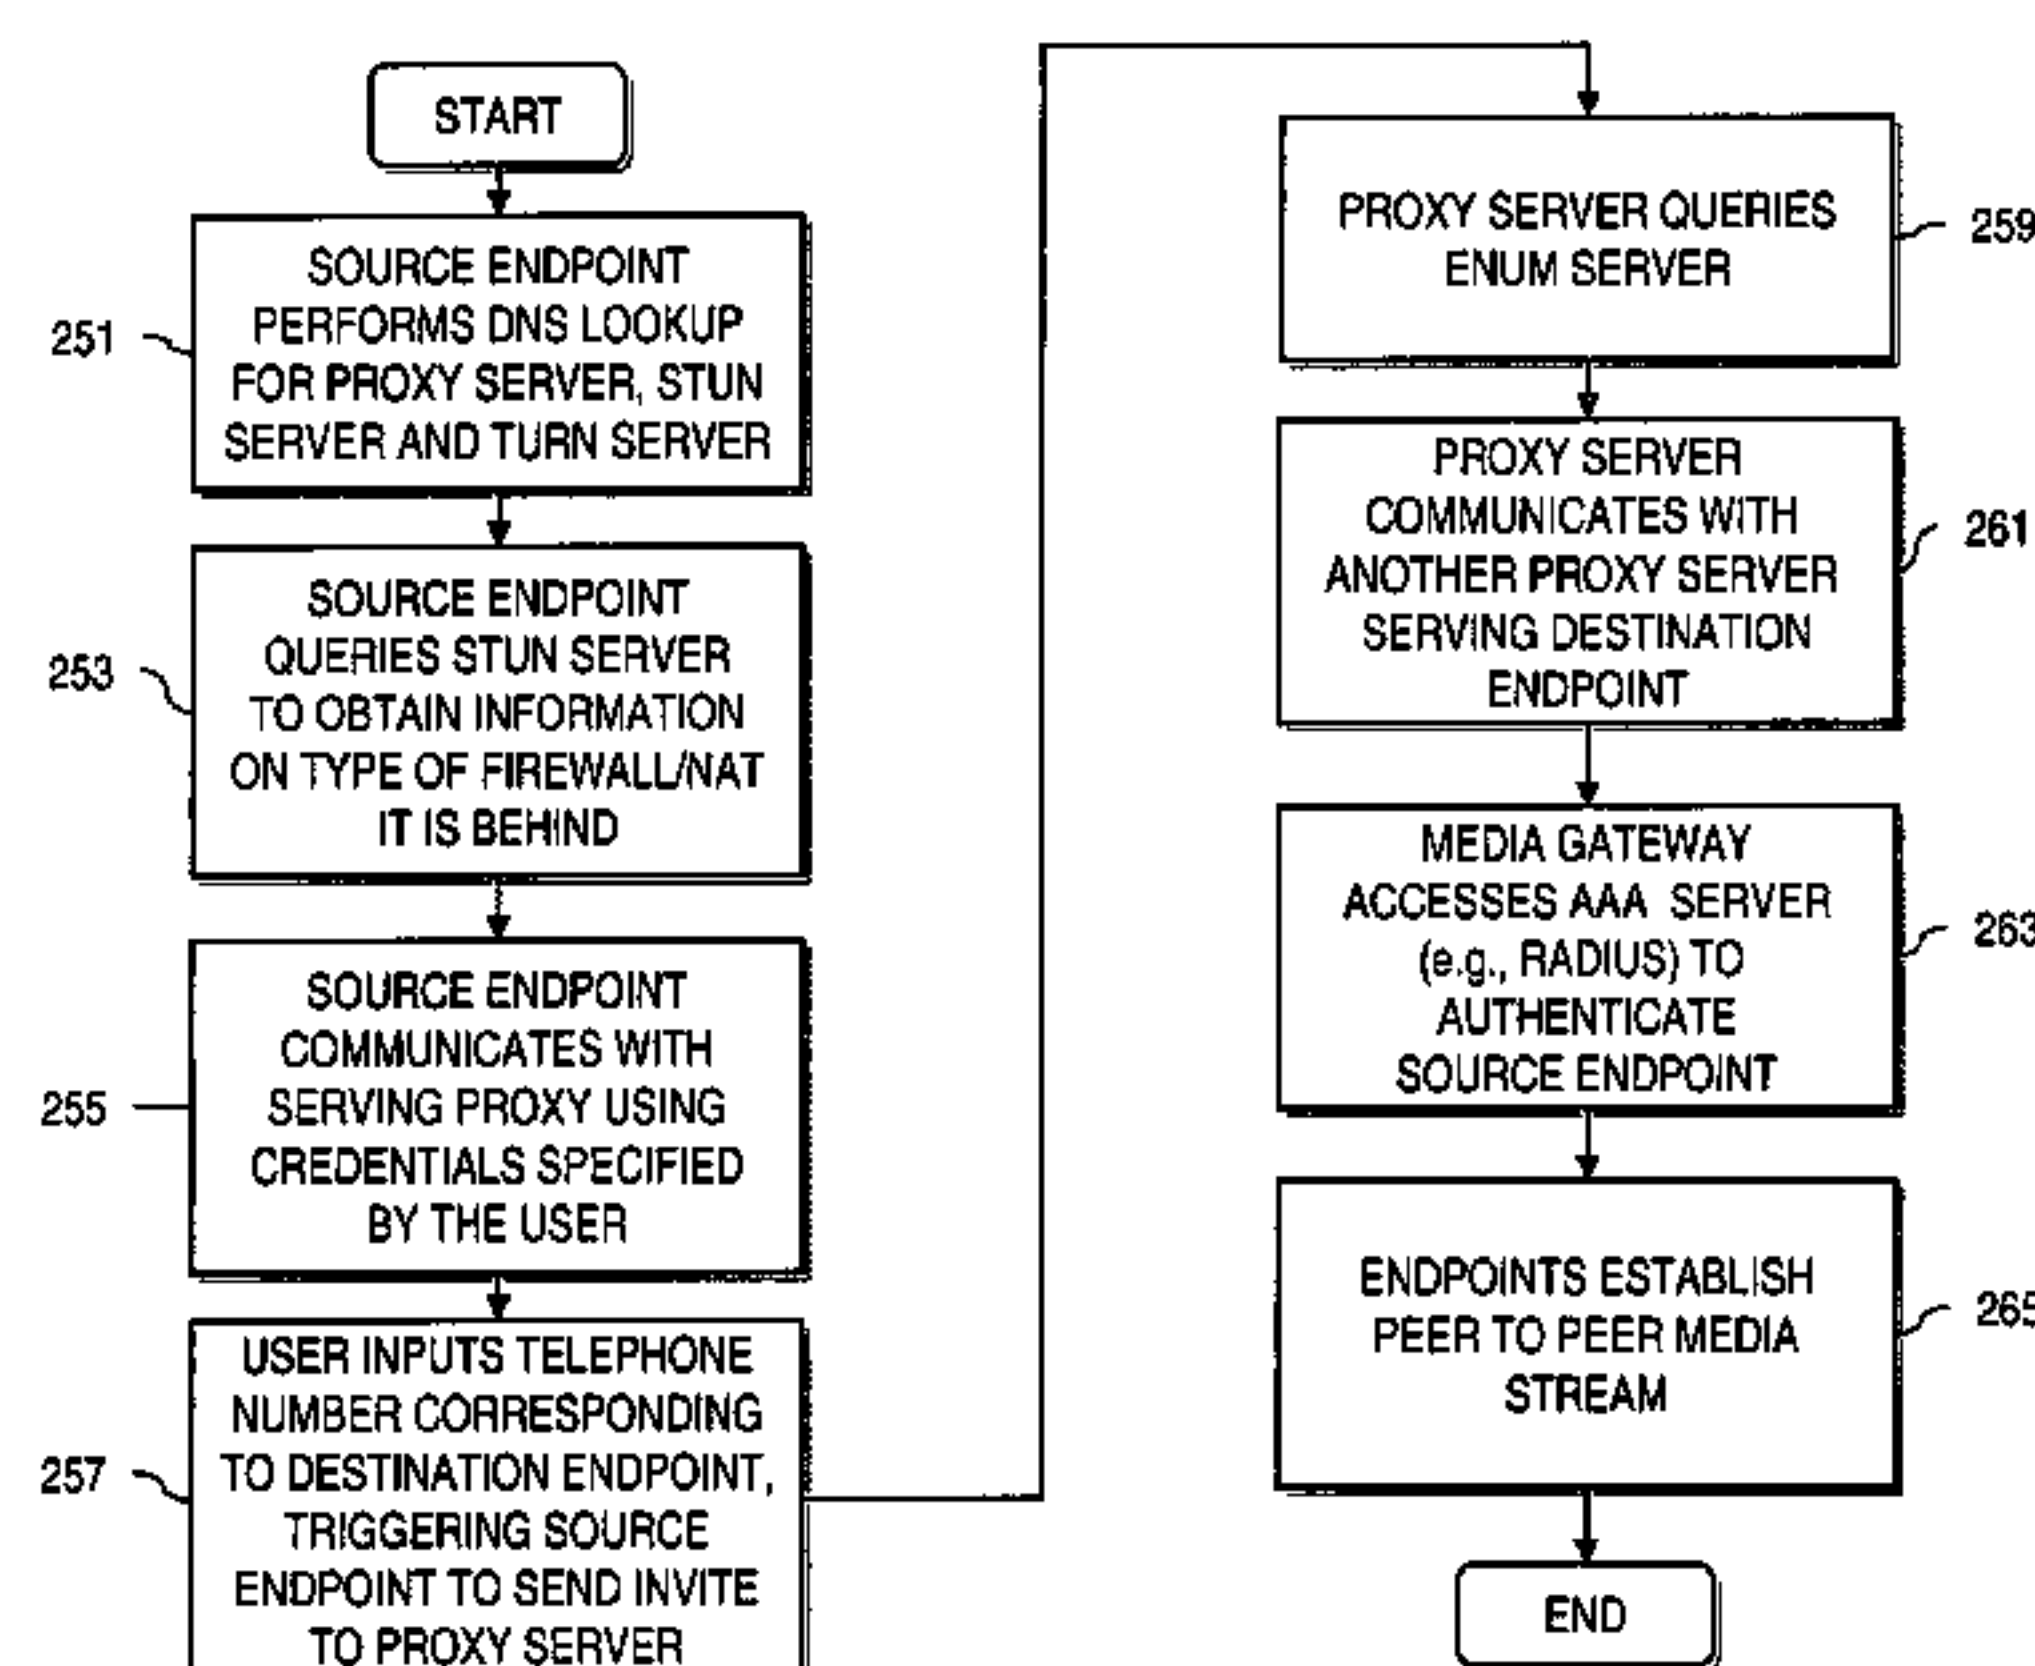 START
SOURCE ENDPOINT
PERFORMS DNS LOOKUP
FOR PROXY SERVER, STUN
SERVER AND TURN SERVER
251
SOURCE ENDPOINT
QUERIES STUN SERVER
TO OBTAIN INFORMATION
ON TYPE OF FIREWALL/NAT
IT IS BEHIND
253
SOURCE ENDPOINT
COMMUNICATES WITH
SERVING PROXY USING
CREDENTIALS SPECIFIED
BY THE USER
255
USER INPUTS TELEPHONE
NUMBER CORRESPONDING
TO DESTINATION ENDPOINT,
TRIGGERING SOURCE
ENDPOINT TO SEND INVITE
TO PROXY SERVER
257
PROXY SERVER QUERIES
ENUM SERVER
259
PROXY SERVER
COMMUNICATES WITH
ANOTHER PROXY SERVER
SERVING DESTINATION
ENDPOINT
261
MEDIA GATEWAY
ACCESSES AAA SERVER
(e.g., RADIUS) TO
AUTHENTICATE
SOURCE ENDPOINT
263
ENDPOINTS ESTABLISH
PEER TO PEER MEDIA
STREAM
265
END